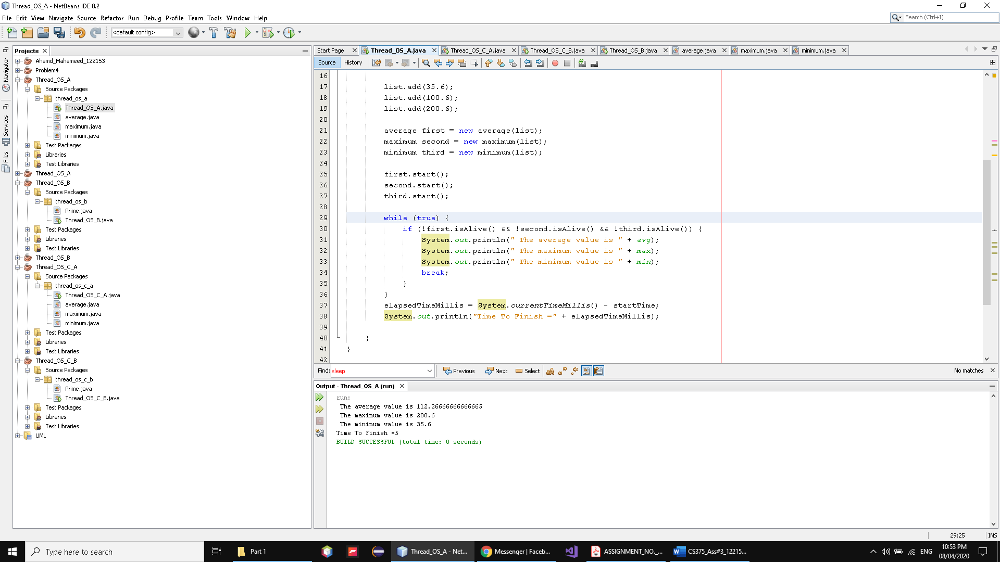 Thread_OS_A - NetBeans IDE 8.2
File Edit View Navigate Source Refactor Run Debug Profile Team Tools Window Help
Search (Ctrl+I)
<default config>
Navigator
Services
Files
Projects
Ahamd_Mahameed_122153
Problem4
Thread_OS_A
Source Packages
thread_os_a
Thread_OS_A.java
average.java
maximum.java
minimum.java
Test Packages
Libraries
Test Libraries
Thread_OS_A
Thread_OS_B
Source Packages
thread_os_b
Prime.java
Thread_OS_B.java
Test Packages
Libraries
Test Libraries
Thread_OS_B
Thread_OS_C_A
Source Packages
thread_os_c_a
Thread_OS_C_A.java
average.java
maximum.java
minimum.java
Test Packages
Libraries
Test Libraries
Thread_OS_C_B
Source Packages
thread_os_c_b
Prime.java
Thread_OS_C_B.java
Test Packages
Libraries
Test Libraries
UML
Start Page Thread_OS_A.java Thread_OS_C_A.java Thread_OS_C_B.java Thread_OS_B.java average.java maximum.java minimum.java
Source History
16
17 list.add(35.6);
18 list.add(100.6);
19 list.add(200.6);
20
21 average first = new average(list);
22 maximum second = new maximum(list);
23 minimum third = new minimum(list);
24
25 first.start();
26 second.start();
27 third.start();
28
29 while (true) {
30 if (!first.isAlive() && !second.isAlive() && !third.isAlive()) {
31 System.out.println(" The average value is " + avg);
32 System.out.println(" The maximum value is " + max);
33 System.out.println(" The minimum value is " + min);
34 break;
35 }
36 }
37 elapsedTimeMillis = System.currentTimeMillis() - startTime;
38 System.out.println("Time To Finish =" + elapsedTimeMillis);
39
40 }
41 }
42
Find: sleep Previous Next Select No matches
Output - Thread_OS_A (run)
run:
The average value is 112.26666666666665
The maximum value is 200.6
The minimum value is 35.6
Time To Finish =5
BUILD SUCCESSFUL (total time: 0 seconds)
29:25 INS
Type here to search
Part 1
Thread_OS_A - Net...
Messenger | Faceb...
ASSIGNMENT_NO._...
CS375_Ass#3_12215...
ENG
10:53 PM
08/04/2020